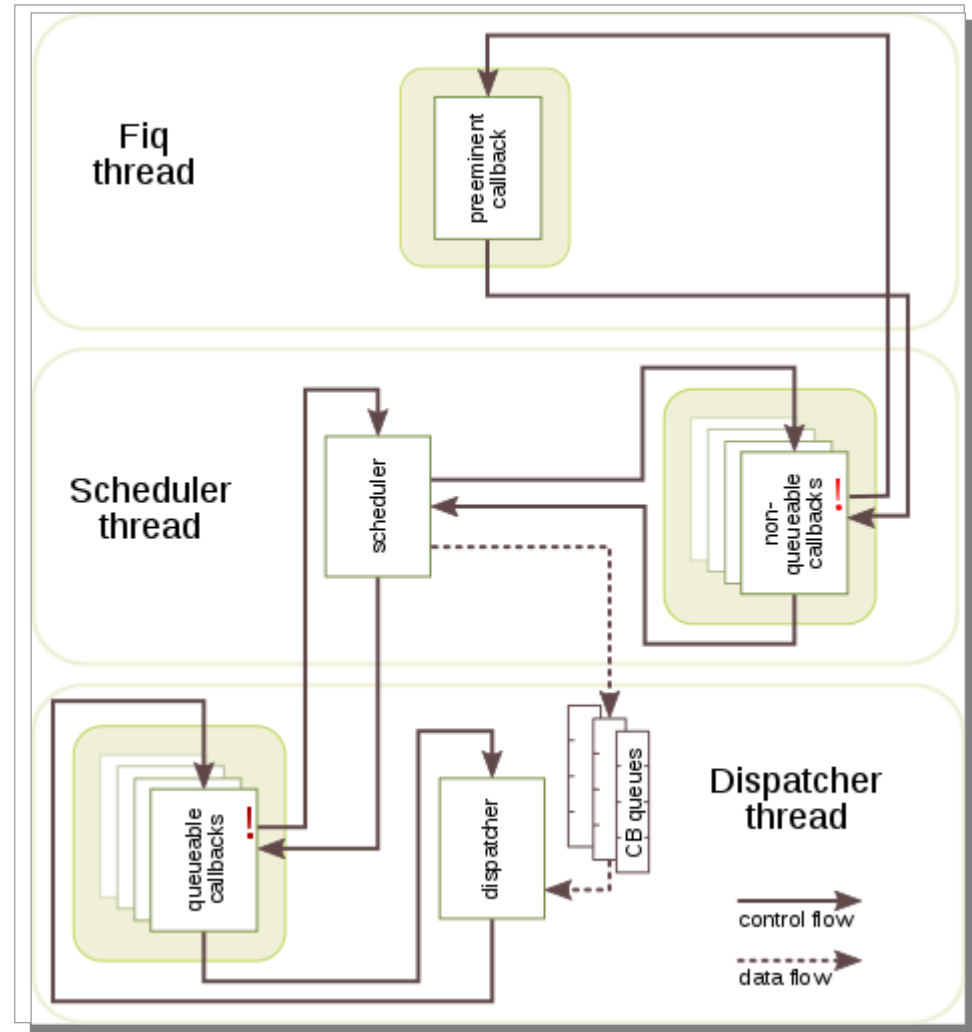 Fiq
thread
preeminent
callback
Scheduler
thread
scheduler
non-
queueable
callbacks
!
Dispatcher
thread
queueable
callbacks
!
dispatcher
CB queues
control flow
data flow